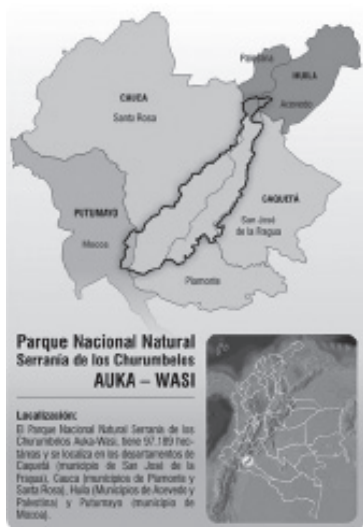 Palestina
HUILA
CAUCA
Acevedo
Santa Rosa
PUTUMAYO
CAQUETÁ
Mocoa
San José
de la Fragua
Piamonte
Parque Nacional Natural
Serranía de los Churumbelos
AUKA – WASI
Localización:
El Parque Nacional Natural Serranía de los
Churumbelos Auka-Wasi, tiene 97.189 hec-
táreas y se localiza en los departamentos de
Caquetá (municipio de San José de la
Fragua), Cauca (municipios de Piamonte y
Santa Rosa), Huila (Municipios de Acevedo y
Palestina) y Putumayo (municipio de
Mocoa).